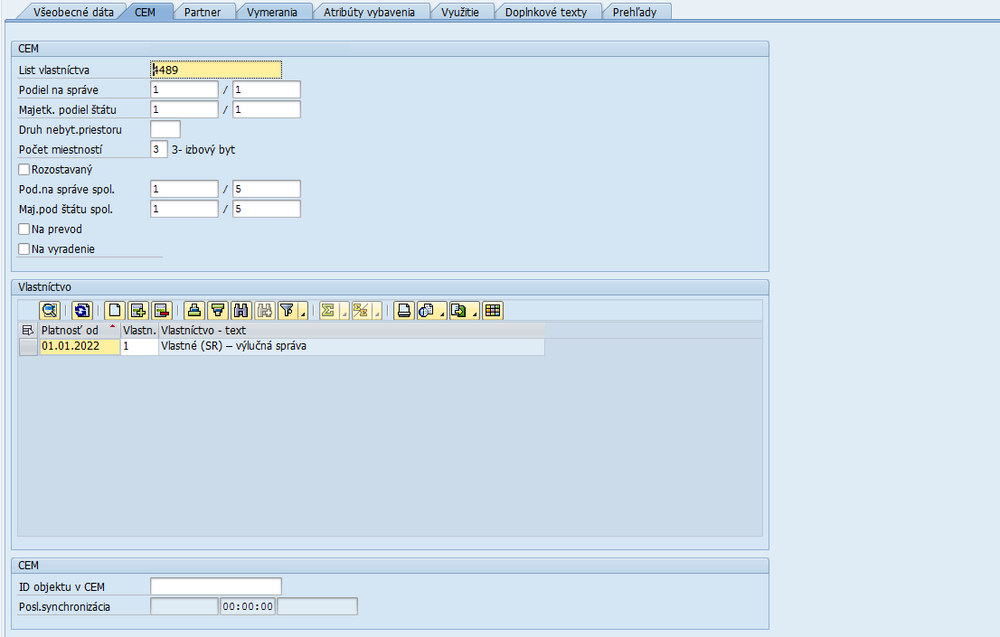 Všeobecné dáta CEM Partner Vymerania Atribúty vybavenia Využitie Doplnkové texty Prehľady
CEM
List vlastníctva 4489
Podiel na správe 1 / 1
Majetk. podiel štátu 1 / 1
Druh nebyt.priestoru
Počet miestností 3 3- izbový byt
Rozostavaný
Pod.na správe spol. 1 / 5
Maj.pod štátu spol. 1 / 5
Na prevod
Na vyradenie
Vlastníctvo
Platnosť od Vlastn. Vlastníctvo - text
01.01.2022 1 Vlastné (SR) – výlučná správa
CEM
ID objektu v CEM
Posl.synchronizácia 00:00:00